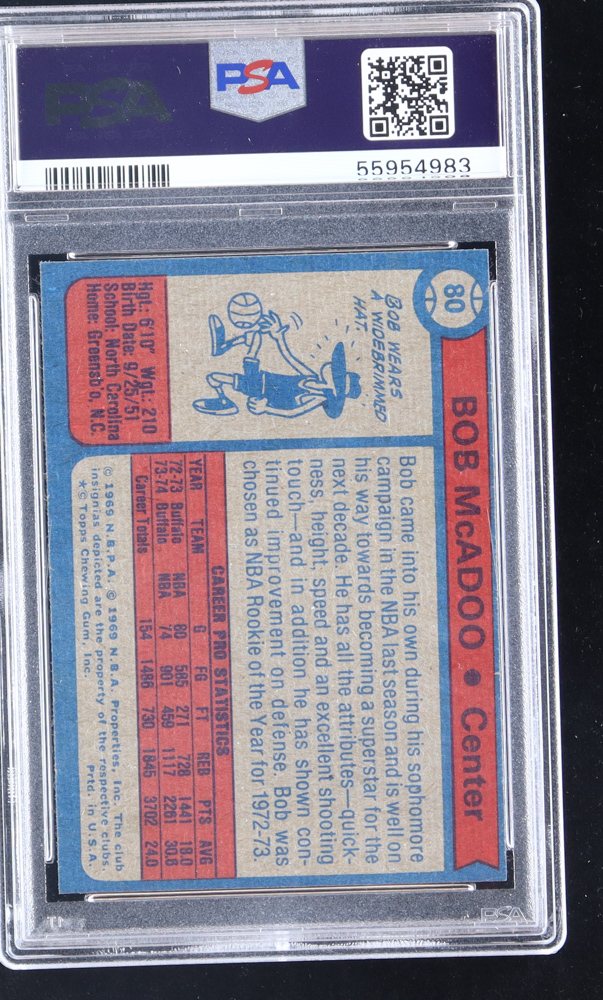 PSA
PSA
55954983
80
BOB McADOO • Center
BOB WEARS
A WIDEBRIMMED
HAT.
Bob came into his own during his sophomore
campaign in the NBA last season and is well on
his way towards becoming a superstar for the
next decade. He has all the attributes—quick-
ness, height, speed and an excellent shooting
touch—and in addition he has shown con-
tinued improvement on defense. Bob was
chosen as NBA Rookie of the Year for 1972-73.
Hgt.: 6'10" Wgt.: 210
Birth Date: 9/25/51
School: North Carolina
Home: Greensb'o, N.C.
CAREER PRO STATISTICS
YEAR TEAM G FG FT REB PTS AVG
72-73 Buffalo NBA 80 585 271 728 1441 18.0
73-74 Buffalo NBA 74 901 459 1117 2261 30.6
Career Totals 154 1486 730 1845 3702 24.0
© 1969 N.B.P.A. © 1969 N.B.A. Properties, Inc. The club
insignias depicted are the property of the respective clubs.
★ © Topps Chewing Gum, Inc. Prtd. in U.S.A.
PSA